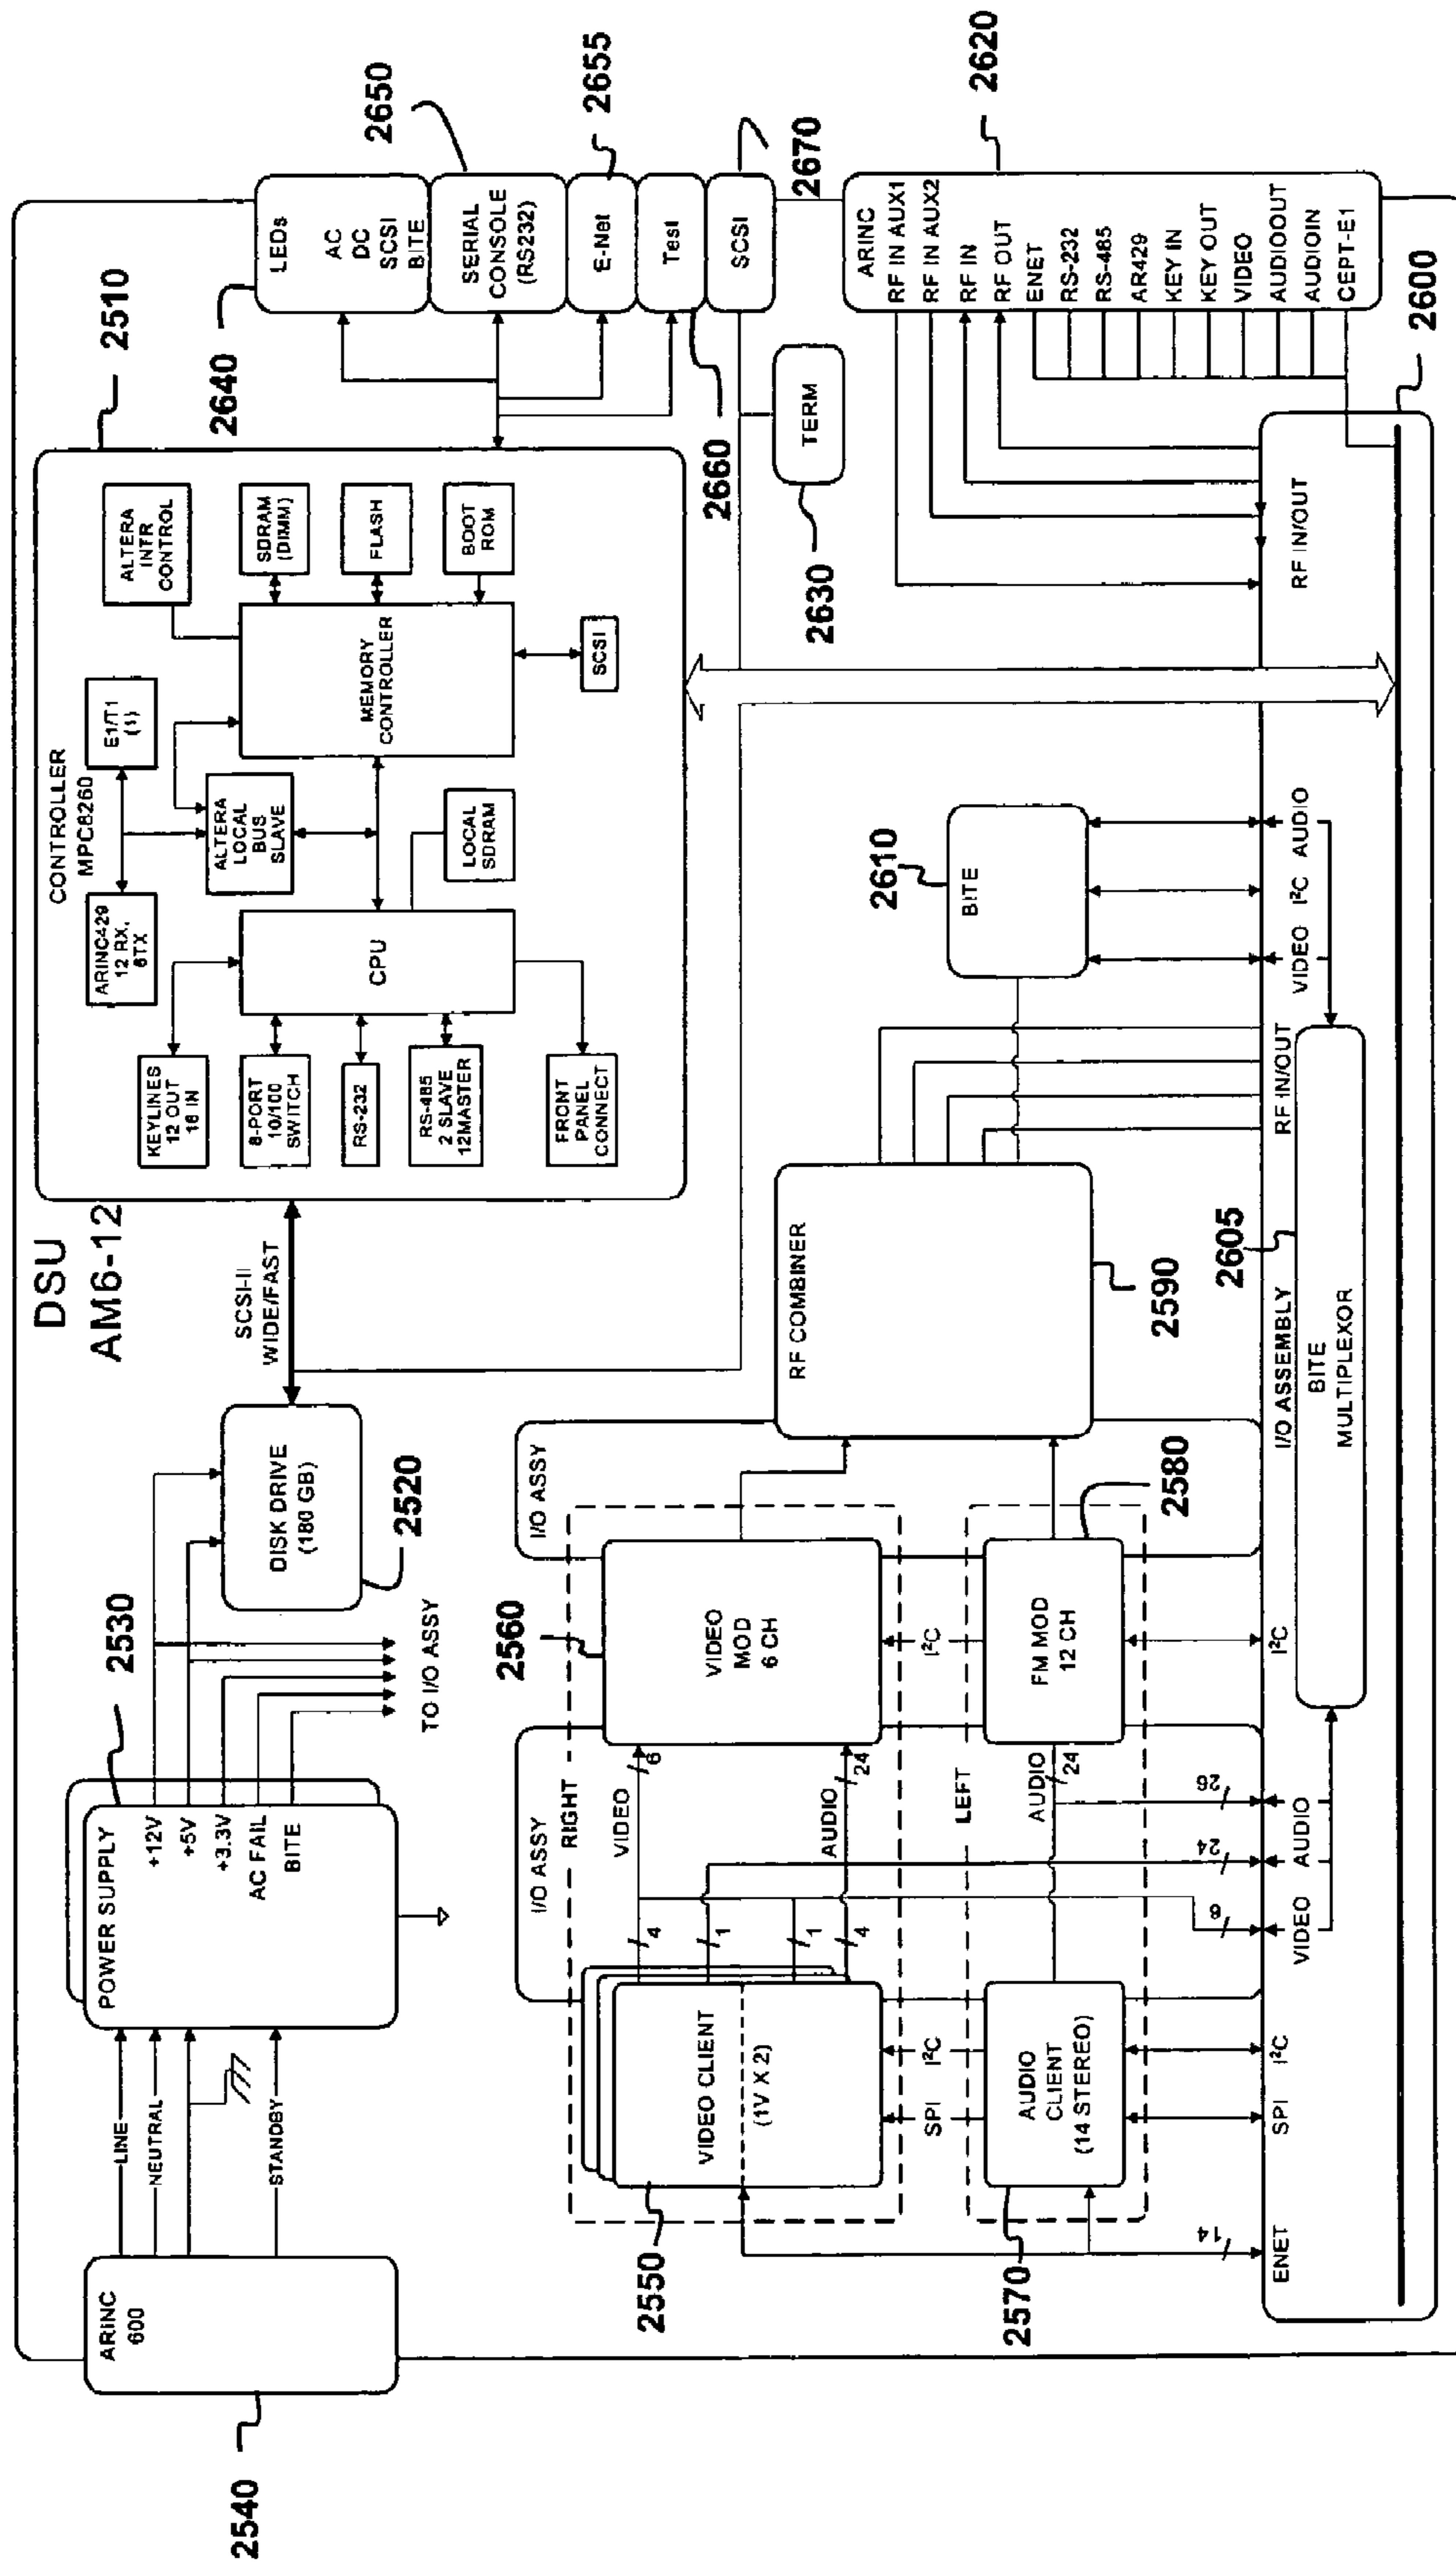 DSU
AM6-12
2540
ARINC
600
LINE
NEUTRAL
STANDBY
2530
POWER SUPPLY
+12V
+5V
+3.3V
AC FAIL
BITE
TO I/O ASSY
DISK DRIVE
(180 GB)
2520
SCSI-II
WIDE/FAST
2510
CONTROLLER
MPC8260
KEYLINES
12 OUT
16 IN
ARINC429
12 RX,
6TX
E1/T1
(1)
ALTERA
INTR
CONTROL
8-PORT
10/100
SWITCH
ALTERA
LOCAL
BUS
SLAVE
SDRAM
(DIMM)
RS-232
CPU
MEMORY
CONTROLLER
FLASH
RS-485
2 SLAVE
12MASTER
LOCAL
SDRAM
BOOT
ROM
FRONT
PANEL
CONNECT
SCSI
2640
LEDs
AC
DC
SCSI
BITE
2650
SERIAL
CONSOLE
(RS232)
2655
E-Net
Test
2660
SCSI
2670
TERM
2630
2620
ARINC
RF IN AUX1
RF IN AUX2
RF IN
RF OUT
ENET
RS-232
RS-485
AR429
KEY IN
KEY OUT
VIDEO
AUDIOOUT
AUDIOIN
CEPT-E1
2600
I/O ASSY
I/O ASSY
RIGHT
2550
VIDEO CLIENT
(1V X 2)
4
1
1
4
VIDEO
6
AUDIO
24
2560
VIDEO
MOD
6 CH
SPI
I²C
I²C
LEFT
2570
AUDIO
CLIENT
(14 STEREO)
AUDIO
24
FM MOD
12 CH
2580
RF COMBINER
2590
2610
BITE
14
6
24
26
ENET
SPI
I²C
VIDEO
AUDIO
I²C
I/O ASSEMBLY
2605
RF IN/OUT
VIDEO
I²C
AUDIO
RF IN/OUT
BITE
MULTIPLEXOR